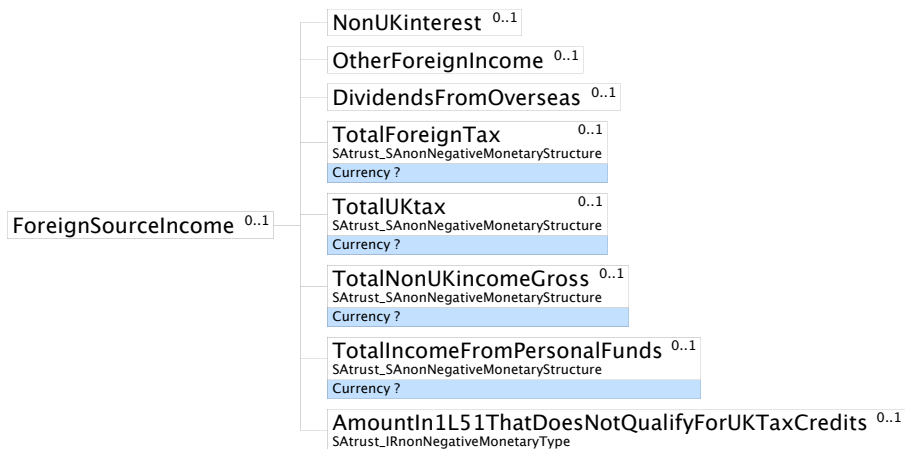 NonUKinterest 0..1
OtherForeignIncome 0..1
DividendsFromOverseas 0..1
TotalForeignTax 0..1
SAtrust_SAnonNegativeMonetaryStructure
Currency ?
TotalUKtax 0..1
SAtrust_SAnonNegativeMonetaryStructure
Currency ?
ForeignSourceIncome 0..1
TotalNonUKincomeGross 0..1
SAtrust_SAnonNegativeMonetaryStructure
Currency ?
TotalIncomeFromPersonalFunds 0..1
SAtrust_SAnonNegativeMonetaryStructure
Currency ?
AmountIn1L51ThatDoesNotQualifyForUKTaxCredits 0..1
SAtrust_IRnonNegativeMonetaryType